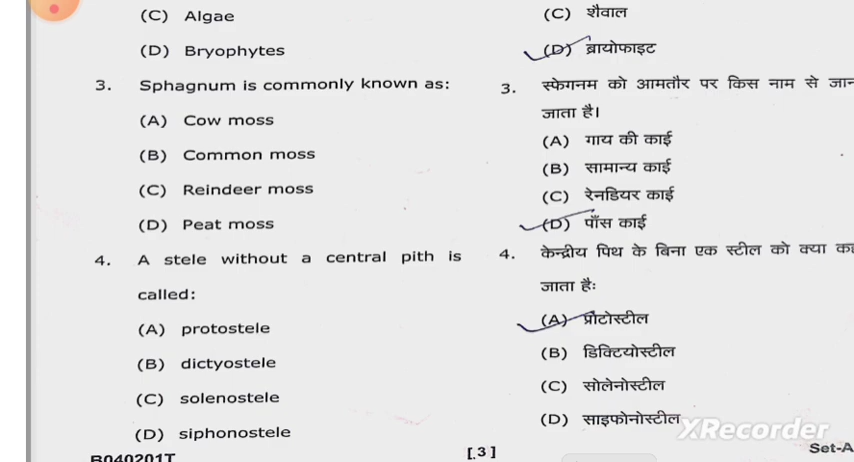 (C) Algae
(D) Bryophytes
3. Sphagnum is commonly known as:
(A) Cow moss
(B) Common moss
(C) Reindeer moss
(D) Peat moss
4. A stele without a central pith is
called:
(A) protostele
(B) dictyostele
(C) solenostele
(D) siphonostele
B040201T
(C) शैवाल
(D) ब्रायोफाइट
3. स्फेगनम को आमतौर पर किस नाम से जान
जाता है।
(A) गाय की काई
(B) सामान्य काई
(C) रेनडियर काई
(D) पॉंस काई
4. केन्द्रीय पिथ के बिना एक स्टील को क्या का
जाता हैः
(A) प्रोटोस्टील
(B) डिक्टियोस्टील
(C) सोलेनोस्टील
(D) साइफोनोस्टील
XRecorder
[.3]
Set-A